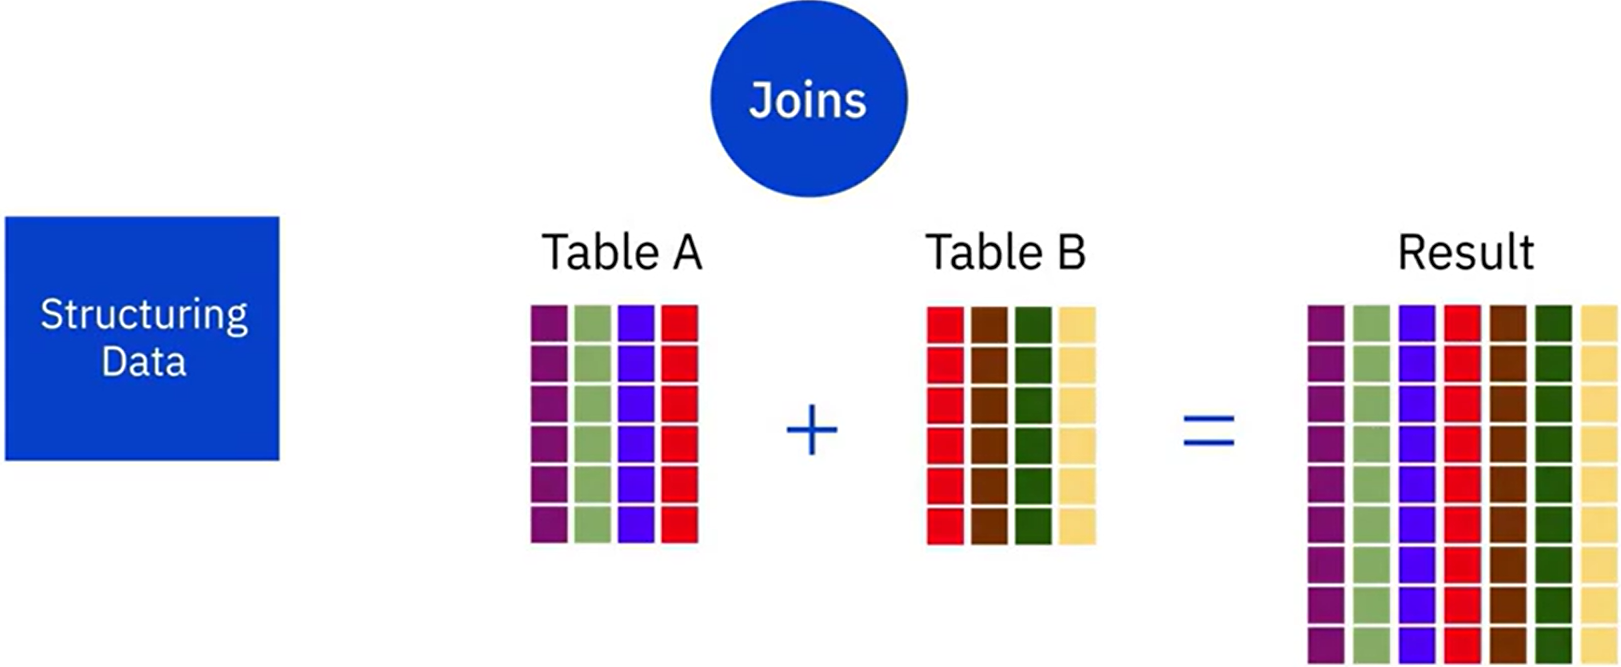 Joins
Structuring
Data
Table A
Table B
Result
+
=